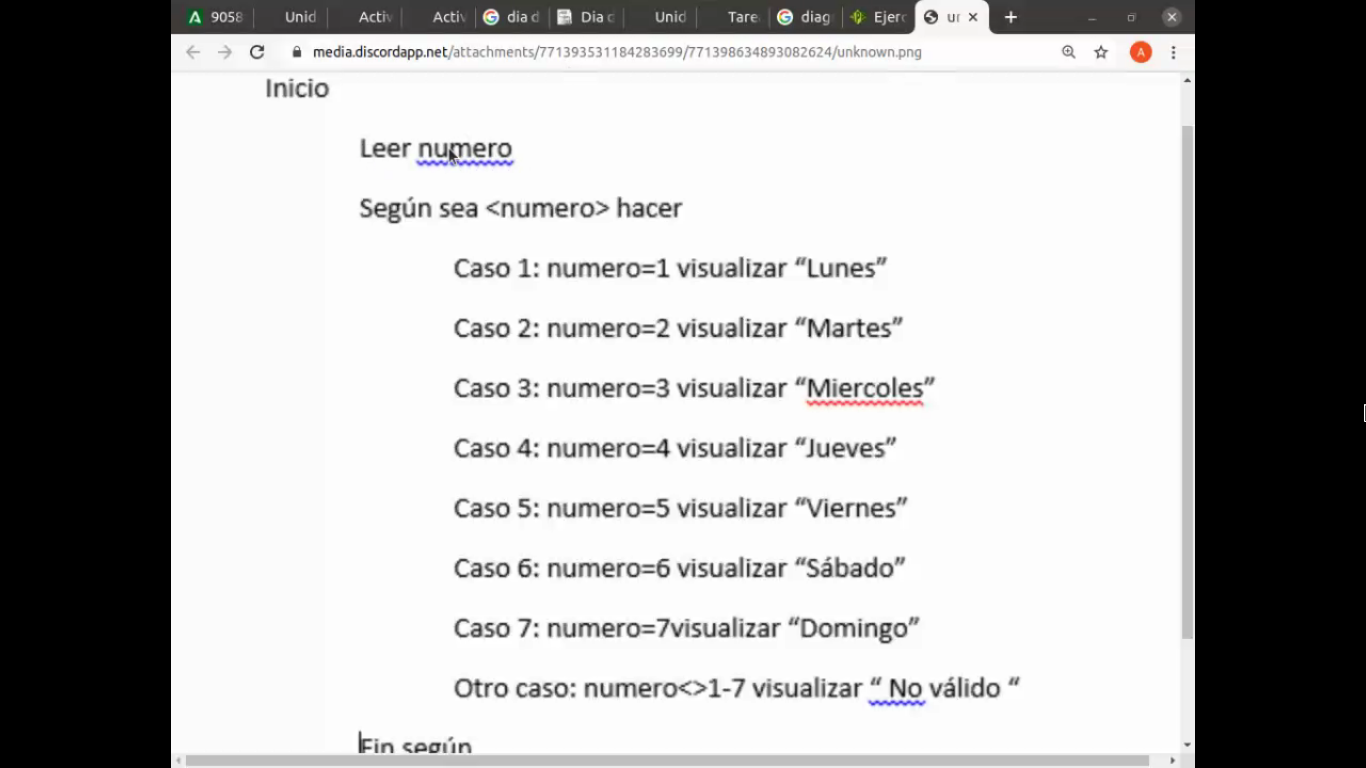 9058
Unid
Activ
Activ
dia d
Dia d
Unid
Tare
diag
Ejerc
ur
media.discordapp.net/attachments/771393531184283699/771398634893082624/unknown.png
A
Inicio
Leer numero
Según sea <numero> hacer
Caso 1: numero=1 visualizar “Lunes”
Caso 2: numero=2 visualizar “Martes”
Caso 3: numero=3 visualizar “Miercoles”
Caso 4: numero=4 visualizar “Jueves”
Caso 5: numero=5 visualizar “Viernes”
Caso 6: numero=6 visualizar “Sábado”
Caso 7: numero=7visualizar “Domingo”
Otro caso: numero<>1-7 visualizar “ No válido “
Fin según